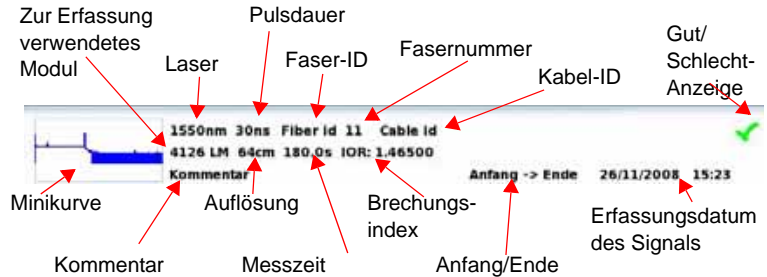 Zur Erfassung
verwendetes
Modul
Laser
Pulsdauer
Faser-ID
Fasernummer
Kabel-ID
Gut/
Schlecht-
Anzeige
1550nm 30ns Fiber Id 11 Cable Id
4126 LM 64cm 180.0s IOR: 1.46500
Kommentar Anfang -> Ende 26/11/2008 15:23
Minikurve
Auflösung
Brechungs-
index
Erfassungsdatum
des Signals
Kommentar
Messzeit
Anfang/Ende